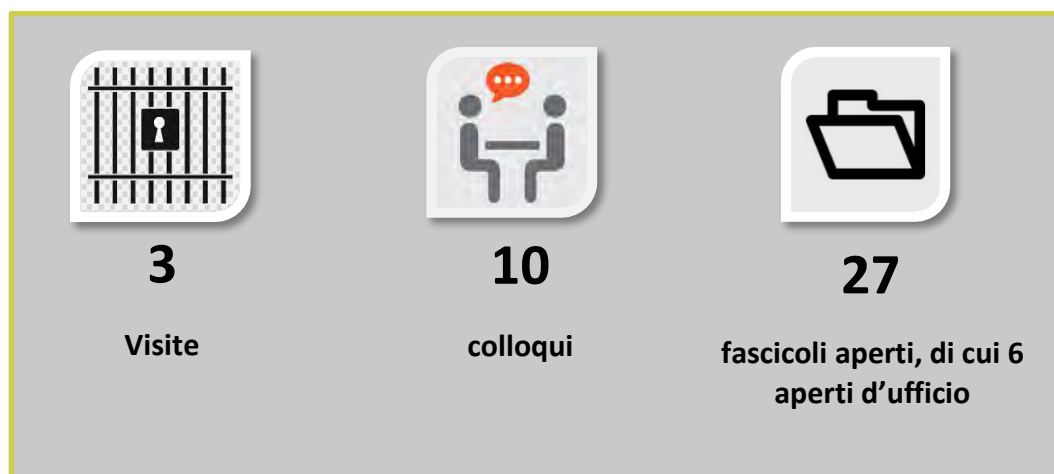 3
Visite
10
colloqui
27
fascicoli aperti, di cui 6
aperti d’ufficio